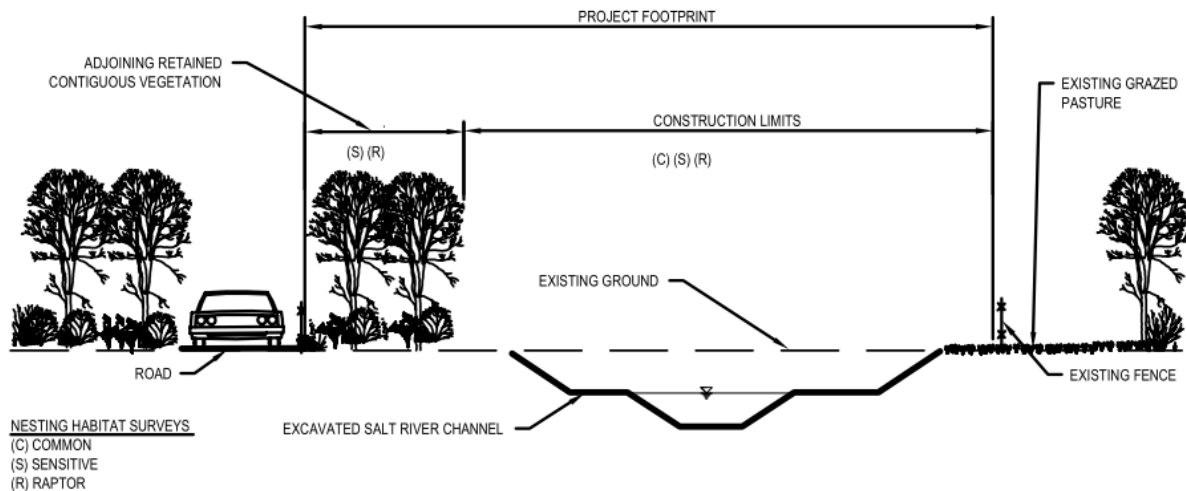 PROJECT FOOTPRINT
ADJOINING RETAINED
CONTIGUOUS VEGETATION
EXISTING GRAZED
PASTURE
CONSTRUCTION LIMITS
(S) (R)
(C) (S) (R)
EXISTING GROUND
ROAD
EXISTING FENCE
EXCAVATED SALT RIVER CHANNEL
NESTING HABITAT SURVEYS
(C) COMMON
(S) SENSITIVE
(R) RAPTOR